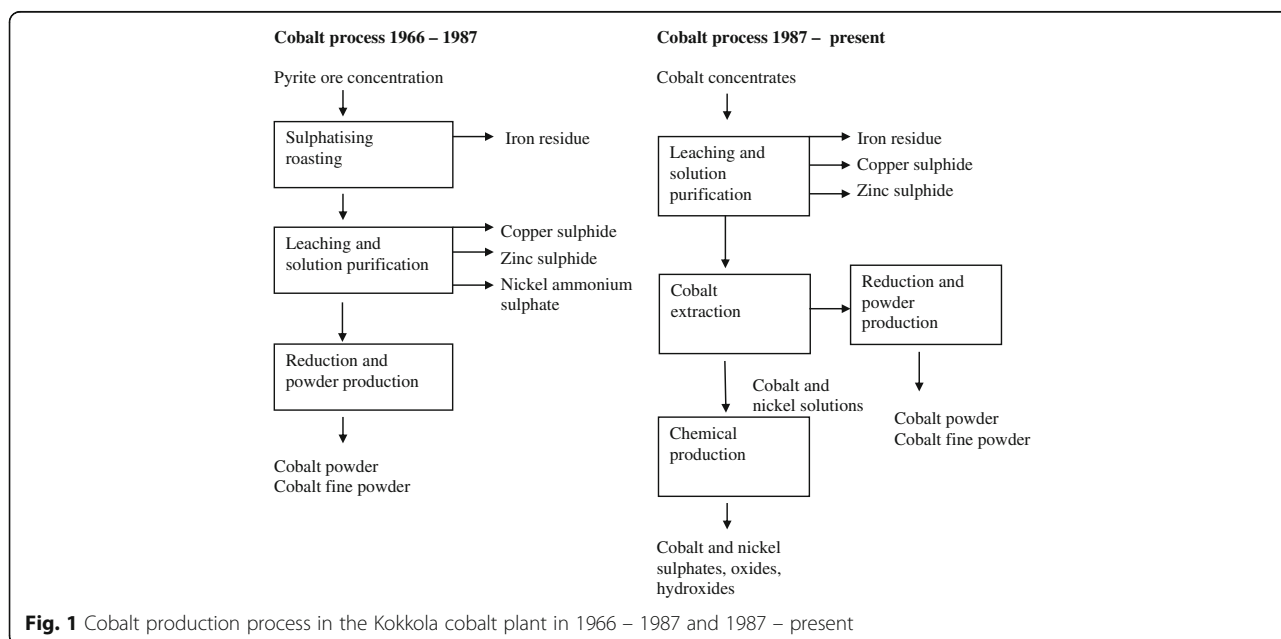 Cobalt process 1966 – 1987
Pyrite ore concentration
Sulphatising
roasting
Iron residue
Leaching and
solution purification
Copper sulphide
Zinc sulphide
Nickel ammonium
sulphate
Reduction and
powder production
Cobalt powder
Cobalt fine powder
Cobalt process 1987 – present
Cobalt concentrates
Leaching and
solution
purification
Iron residue
Copper sulphide
Zinc sulphide
Cobalt
extraction
Reduction and
powder
production
Cobalt and
nickel solutions
Cobalt powder
Cobalt fine powder
Chemical
production
Cobalt and nickel
sulphates, oxides,
hydroxides
Fig. 1 Cobalt production process in the Kokkola cobalt plant in 1966 – 1987 and 1987 – present